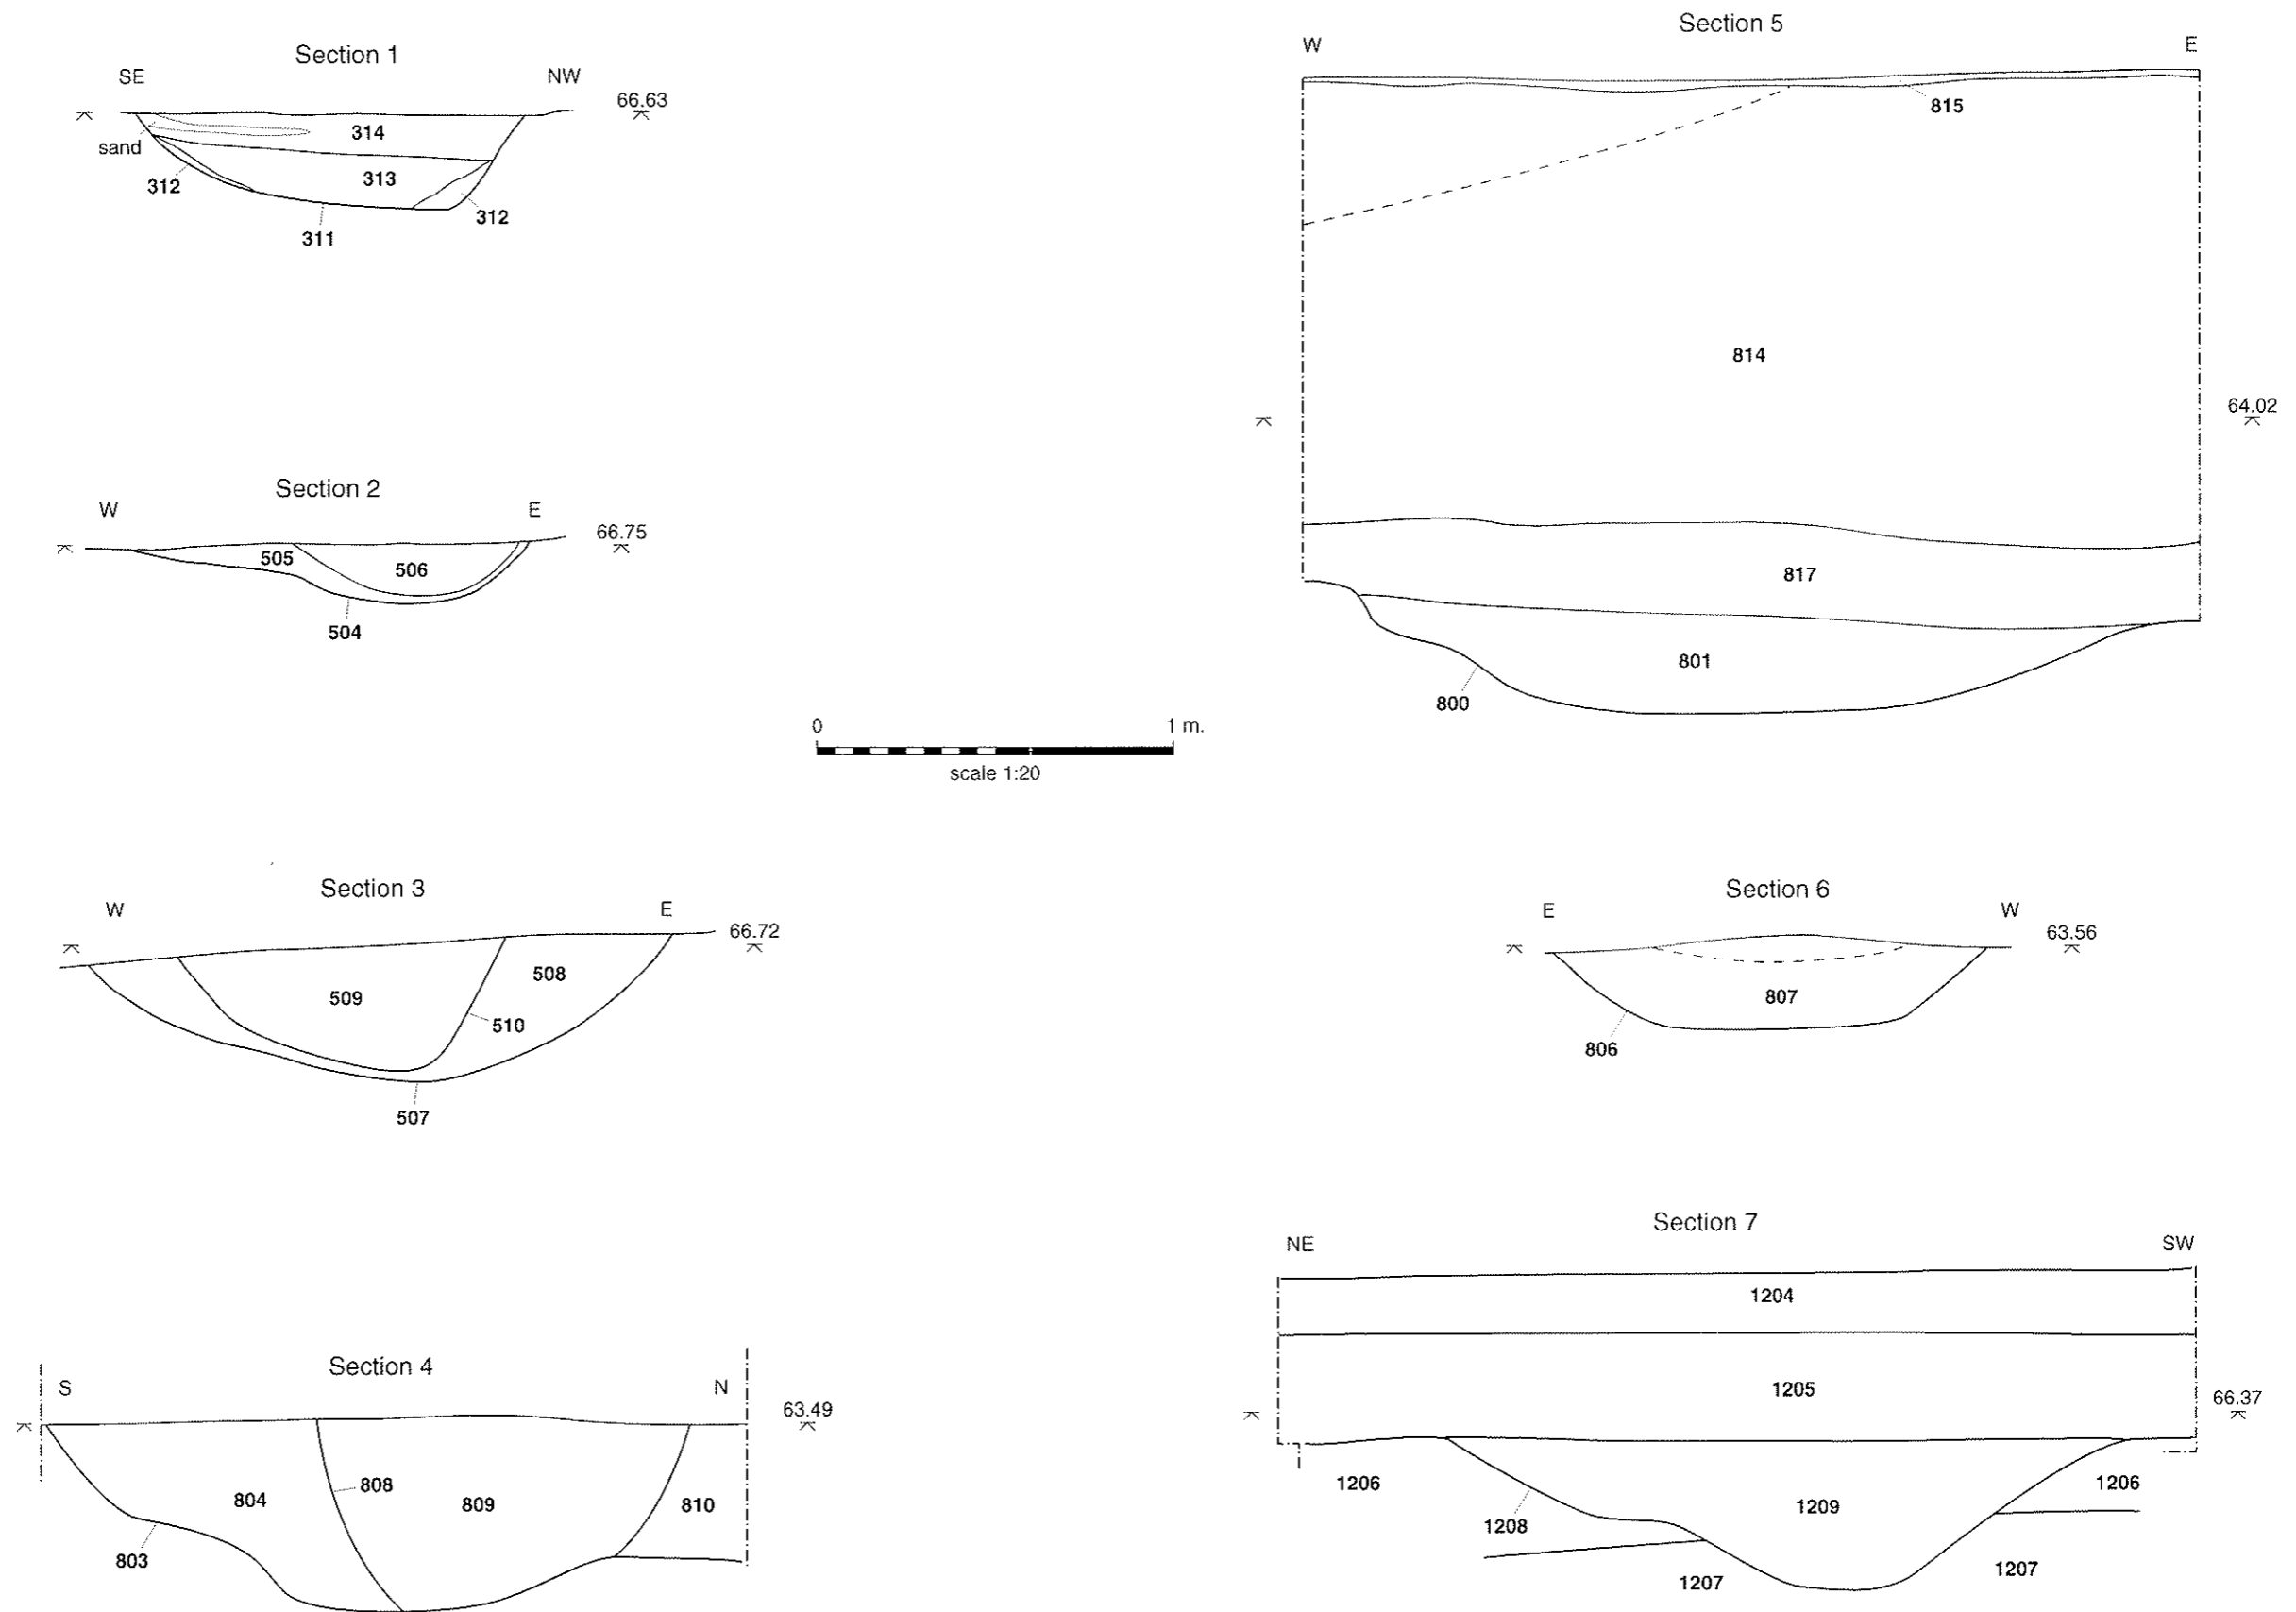 Section 1
SE NW
66.63
314
sand
313
312
312
311
Section 2
W E
66.75
505
506
504
0 1 m.
scale 1:20
Section 3
W E
66.72
508
509
510
507
Section 4
S N
63.49
808
804
809
810
803
Section 5
W E
815
814
64.02
817
801
800
Section 6
E W
63.56
807
806
Section 7
NE SW
1204
1205
66.37
1206
1206
1209
1208
1207
1207